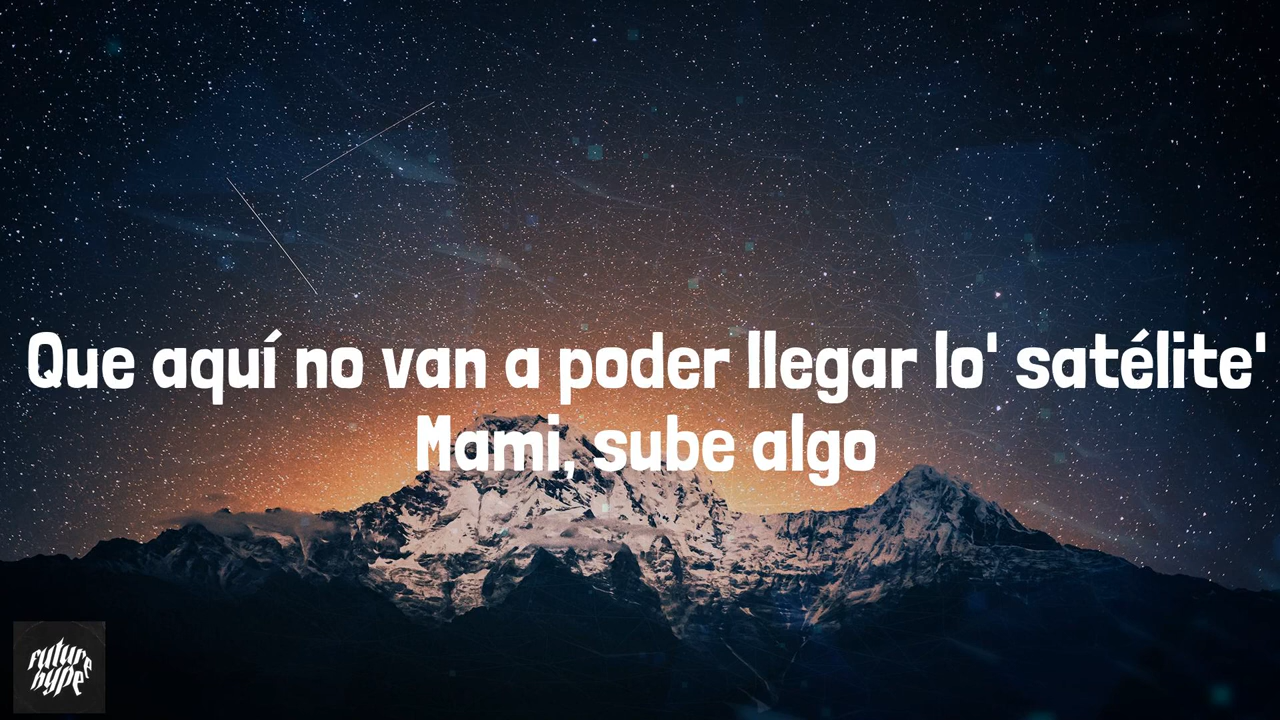 Que aquí no van a poder llegar lo' satélite'
Mami, sube algo
future
hype